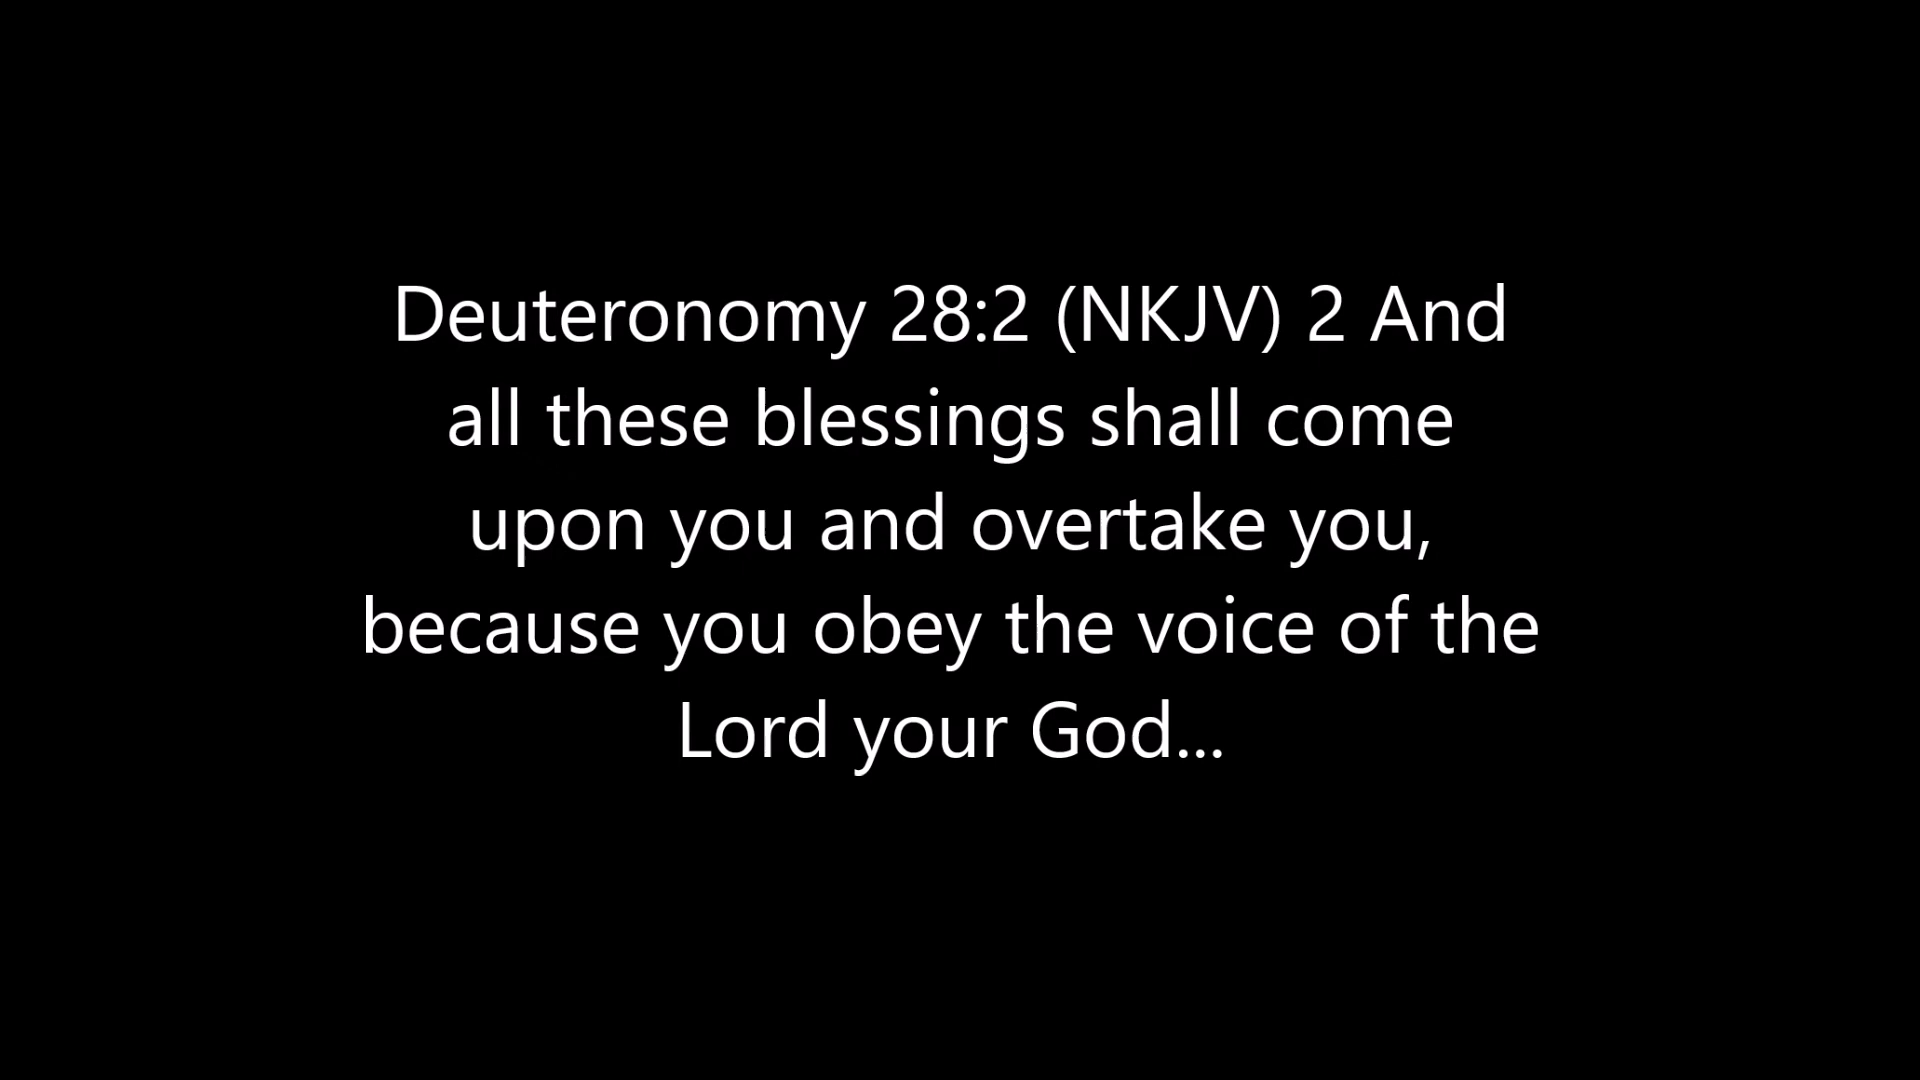 Deuteronomy 28:2 (NKJV) 2 And
all these blessings shall come
upon you and overtake you,
because you obey the voice of the
Lord your God...